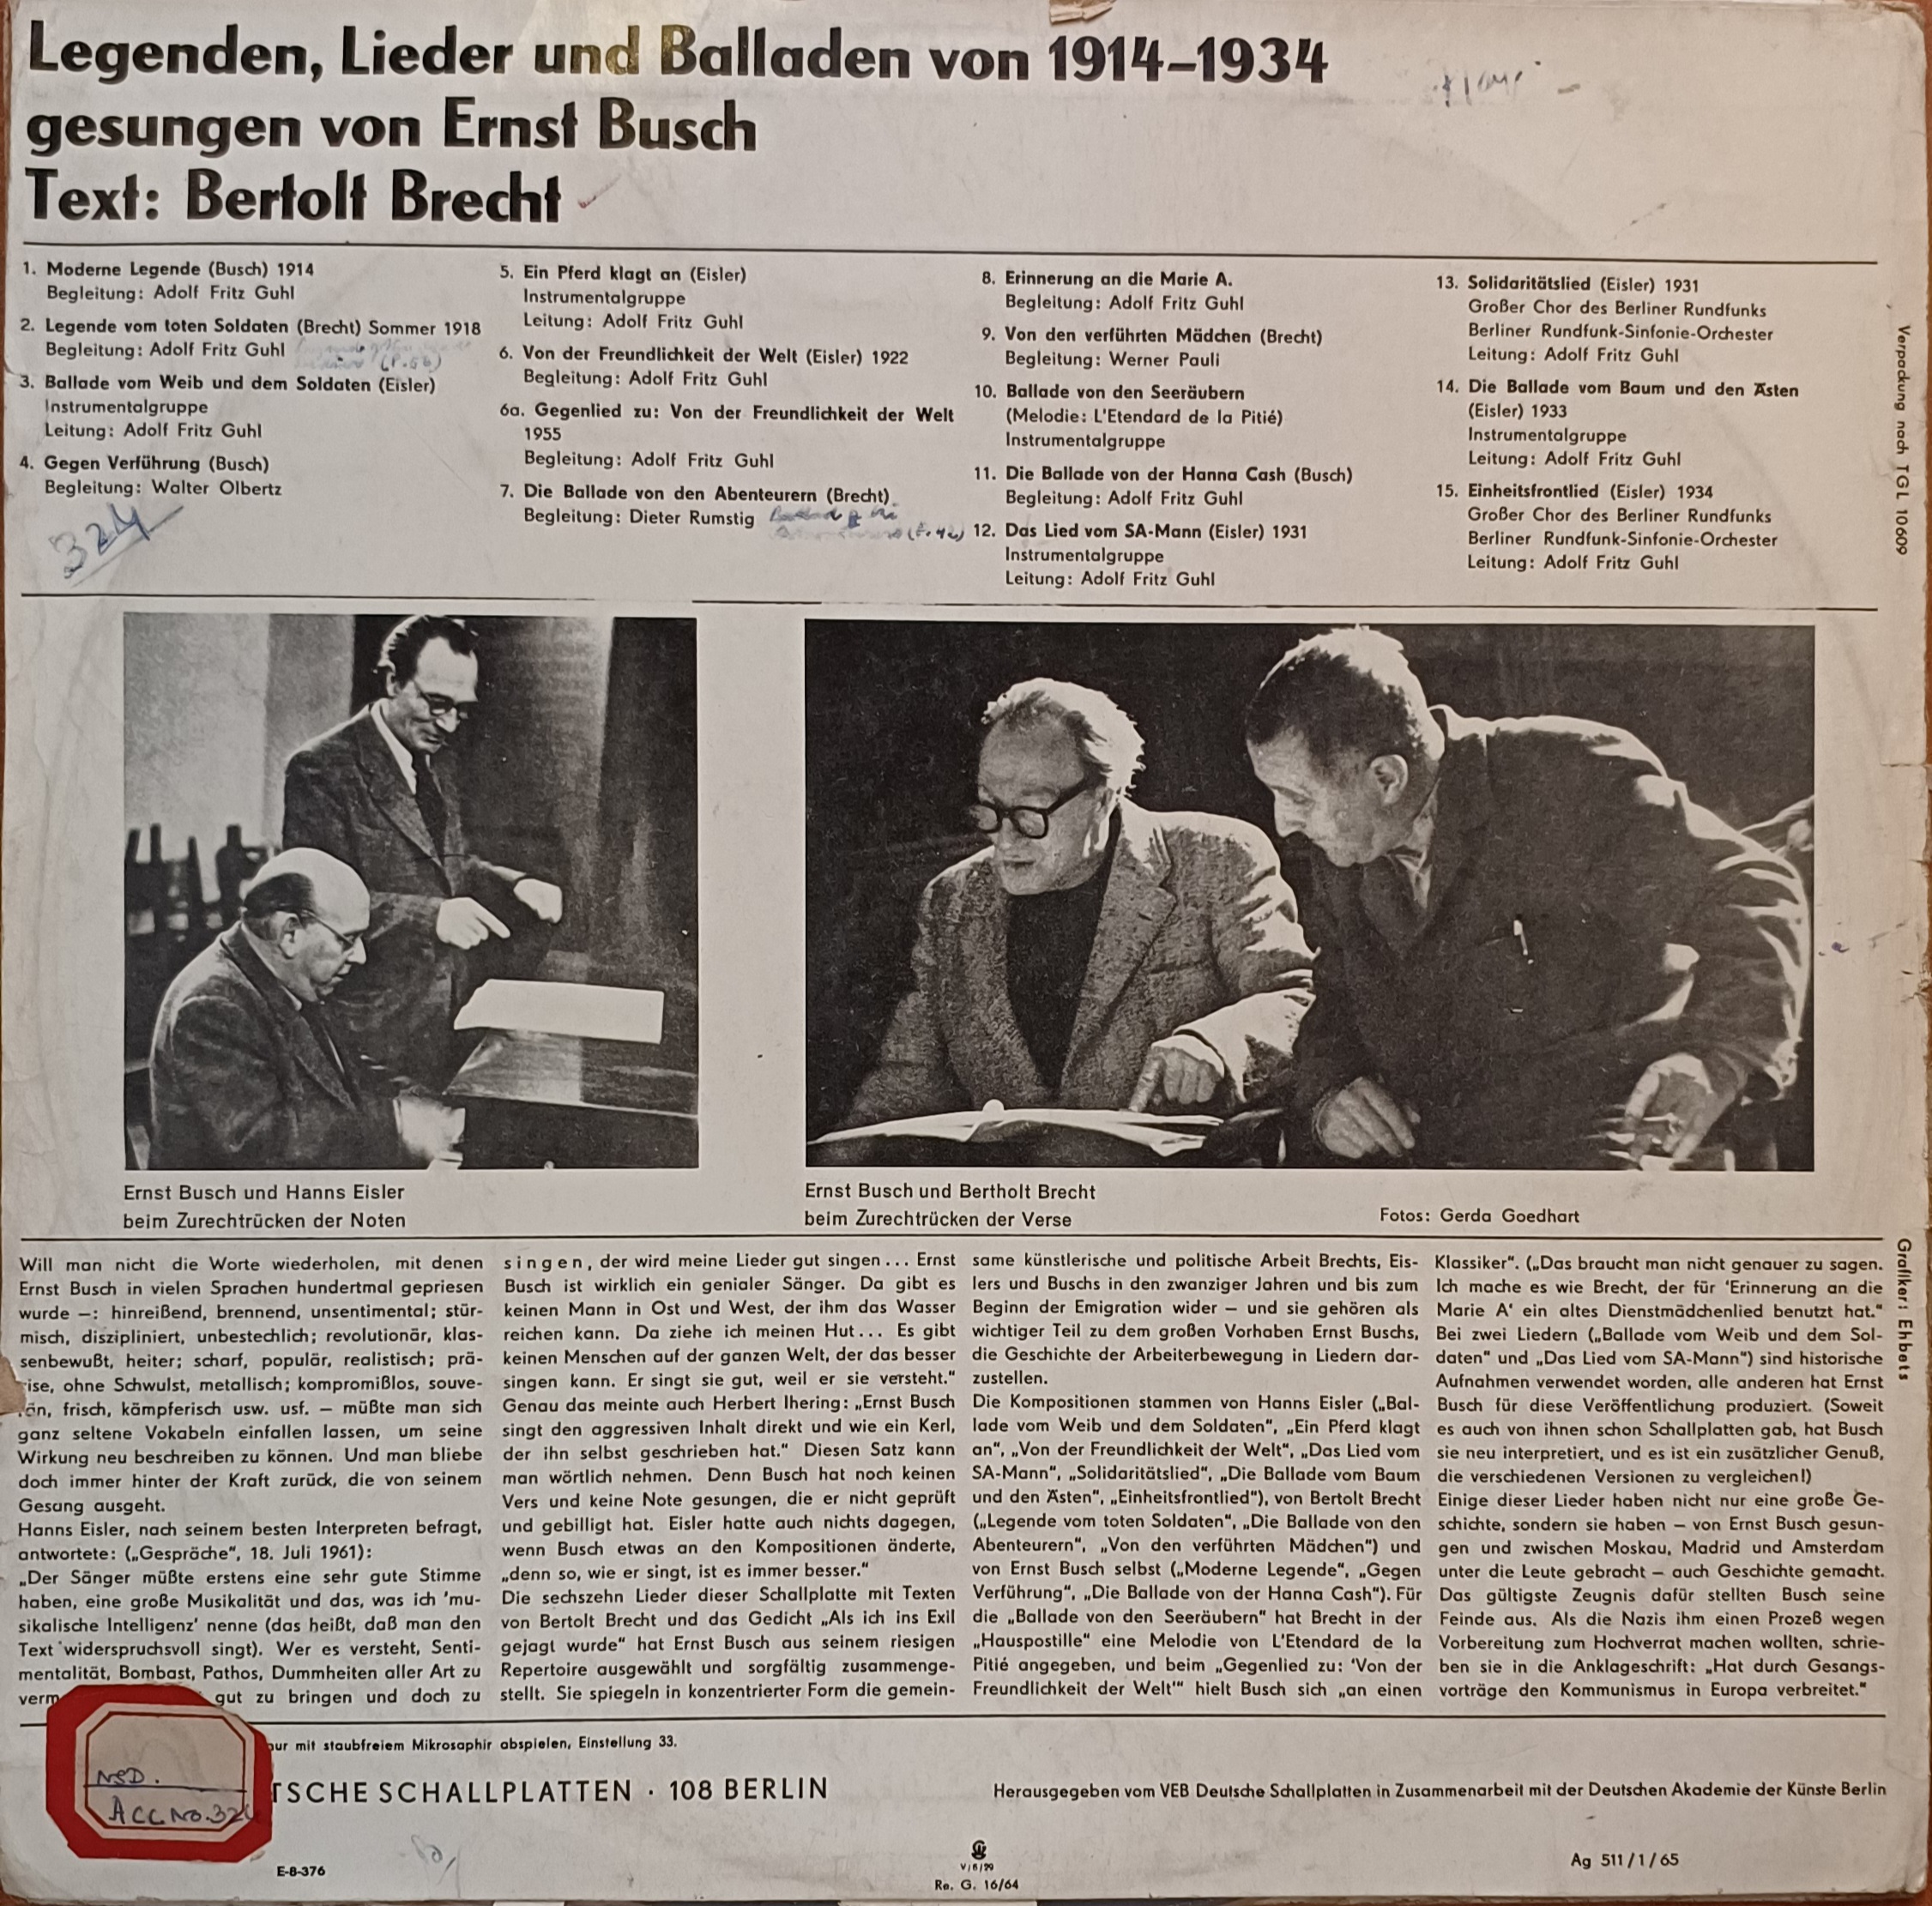 Legenden, Lieder und Balladen von 1914–1934
gesungen von Ernst Busch
Text: Bertolt Brecht
1. Moderne Legende (Busch) 1914
Begleitung: Adolf Fritz Guhl
2. Legende vom toten Soldaten (Brecht) Sommer 1918
Begleitung: Adolf Fritz Guhl
3. Ballade vom Weib und dem Soldaten (Eisler)
Instrumentalgruppe
Leitung: Adolf Fritz Guhl
4. Gegen Verführung (Busch)
Begleitung: Walter Olbertz
324
5. Ein Pferd klagt an (Eisler)
Instrumentalgruppe
Leitung: Adolf Fritz Guhl
6. Von der Freundlichkeit der Welt (Eisler) 1922
Begleitung: Adolf Fritz Guhl
6a. Gegenlied zu: Von der Freundlichkeit der Welt
1955
Begleitung: Adolf Fritz Guhl
7. Die Ballade von den Abenteurern (Brecht)
Begleitung: Dieter Rumstig
8. Erinnerung an die Marie A.
Begleitung: Adolf Fritz Guhl
9. Von den verführten Mädchen (Brecht)
Begleitung: Werner Pauli
10. Ballade von den Seeräubern
(Melodie: L'Etendard de la Pitié)
Instrumentalgruppe
11. Die Ballade von der Hanna Cash (Busch)
Begleitung: Adolf Fritz Guhl
12. Das Lied vom SA-Mann (Eisler) 1931
Instrumentalgruppe
Leitung: Adolf Fritz Guhl
13. Solidaritätslied (Eisler) 1931
Großer Chor des Berliner Rundfunks
Berliner Rundfunk-Sinfonie-Orchester
Leitung: Adolf Fritz Guhl
14. Die Ballade vom Baum und den Ästen
(Eisler) 1933
Instrumentalgruppe
Leitung: Adolf Fritz Guhl
15. Einheitsfrontlied (Eisler) 1934
Großer Chor des Berliner Rundfunks
Berliner Rundfunk-Sinfonie-Orchester
Leitung: Adolf Fritz Guhl
Verpackung nach TGL 10609
Ernst Busch und Hanns Eisler
beim Zurechtrücken der Noten
Ernst Busch und Bertholt Brecht
beim Zurechtrücken der Verse
Fotos: Gerda Goedhart
Will man nicht die Worte wiederholen, mit denen
Ernst Busch in vielen Sprachen hundertmal gepriesen
wurde –: hinreißend, brennend, unsentimental; stür-
misch, diszipliniert, unbestechlich; revolutionär, klas-
senbewußt, heiter; scharf, populär, realistisch; prä-
ise, ohne Schwulst, metallisch; kompromißlos, souve-
än, frisch, kämpferisch usw. usf. – müßte man sich
ganz seltene Vokabeln einfallen lassen, um seine
Wirkung neu beschreiben zu können. Und man bliebe
doch immer hinter der Kraft zurück, die von seinem
Gesang ausgeht.
Hanns Eisler, nach seinem besten Interpreten befragt,
antwortete: („Gespräche“, 18. Juli 1961):
„Der Sänger müßte erstens eine sehr gute Stimme
haben, eine große Musikalität und das, was ich 'mu-
sikalische Intelligenz' nenne (das heißt, daß man den
Text widerspruchsvoll singt). Wer es versteht, Senti-
mentalität, Bombast, Pathos, Dummheiten aller Art zu
verm gut zu bringen und doch zu
singen, der wird meine Lieder gut singen... Ernst
Busch ist wirklich ein genialer Sänger. Da gibt es
keinen Mann in Ost und West, der ihm das Wasser
reichen kann. Da ziehe ich meinen Hut... Es gibt
keinen Menschen auf der ganzen Welt, der das besser
singen kann. Er singt sie gut, weil er sie versteht.“
Genau das meinte auch Herbert Ihering: „Ernst Busch
singt den aggressiven Inhalt direkt und wie ein Kerl,
der ihn selbst geschrieben hat.“ Diesen Satz kann
man wörtlich nehmen. Denn Busch hat noch keinen
Vers und keine Note gesungen, die er nicht geprüft
und gebilligt hat. Eisler hatte auch nichts dagegen,
wenn Busch etwas an den Kompositionen änderte,
„denn so, wie er singt, ist es immer besser.“
Die sechszehn Lieder dieser Schallplatte mit Texten
von Bertolt Brecht und das Gedicht „Als ich ins Exil
gejagt wurde“ hat Ernst Busch aus seinem riesigen
Repertoire ausgewählt und sorgfältig zusammenge-
stellt. Sie spiegeln in konzentrierter Form die gemein-
same künstlerische und politische Arbeit Brechts, Eis-
lers und Buschs in den zwanziger Jahren und bis zum
Beginn der Emigration wider – und sie gehören als
wichtiger Teil zu dem großen Vorhaben Ernst Buschs,
die Geschichte der Arbeiterbewegung in Liedern dar-
zustellen.
Die Kompositionen stammen von Hanns Eisler („Bal-
lade vom Weib und dem Soldaten“, „Ein Pferd klagt
an“, „Von der Freundlichkeit der Welt“, „Das Lied vom
SA-Mann“, „Solidaritätslied“, „Die Ballade vom Baum
und den Ästen“, „Einheitsfrontlied“), von Bertolt Brecht
(„Legende vom toten Soldaten“, „Die Ballade von den
Abenteurern“, „Von den verführten Mädchen“) und
von Ernst Busch selbst („Moderne Legende“, „Gegen
Verführung“, „Die Ballade von der Hanna Cash“). Für
die „Ballade von den Seeräubern“ hat Brecht in der
„Hauspostille“ eine Melodie von L'Etendard de la
Pitié angegeben, und beim „Gegenlied zu: 'Von der
Freundlichkeit der Welt'“ hielt Busch sich „an einen
Klassiker“. („Das braucht man nicht genauer zu sagen.
Ich mache es wie Brecht, der für 'Erinnerung an die
Marie A' ein altes Dienstmädchenlied benutzt hat.“
Bei zwei Liedern („Ballade vom Weib und dem Sol-
daten“ und „Das Lied vom SA-Mann“) sind historische
Aufnahmen verwendet worden, alle anderen hat Ernst
Busch für diese Veröffentlichung produziert. (Soweit
es auch von ihnen schon Schallplatten gab, hat Busch
sie neu interpretiert, und es ist ein zusätzlicher Genuß,
die verschiedenen Versionen zu vergleichen!)
Einige dieser Lieder haben nicht nur eine große Ge-
schichte, sondern sie haben – von Ernst Busch gesun-
gen und zwischen Moskau, Madrid und Amsterdam
unter die Leute gebracht – auch Geschichte gemacht.
Das gültigste Zeugnis dafür stellten Busch seine
Feinde aus. Als die Nazis ihm einen Prozeß wegen
Vorbereitung zum Hochverrat machen wollten, schrie-
ben sie in die Anklageschrift: „Hat durch Gesangs-
vorträge den Kommunismus in Europa verbreitet.“
Grafiker: Ehbets
ur mit staubfreiem Mikrosaphir abspielen, Einstellung 33.
TSCHE SCHALLPLATTEN · 108 BERLIN
Herausgegeben vom VEB Deutsche Schallplatten in Zusammenarbeit mit der Deutschen Akademie der Künste Berlin
NSD.
ACC.No.324
E-8-376
V/8/29
Re. G. 16/64
Ag 511/1/65